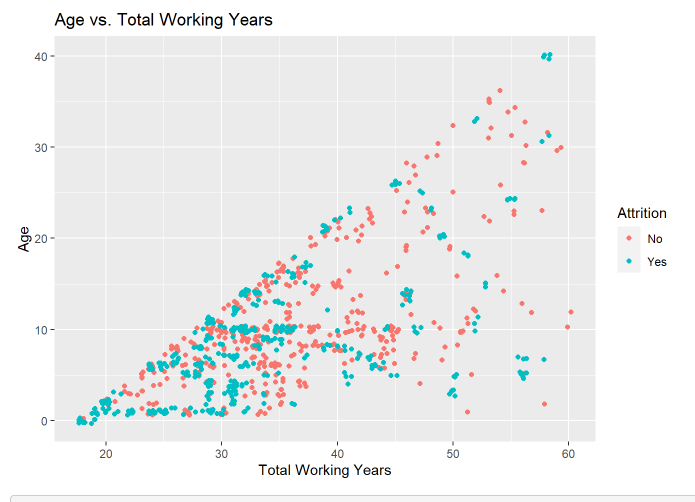 Age vs. Total Working Years
40
30
20
10
0
Age
20 30 40 50 60
Total Working Years
Attrition
No
Yes